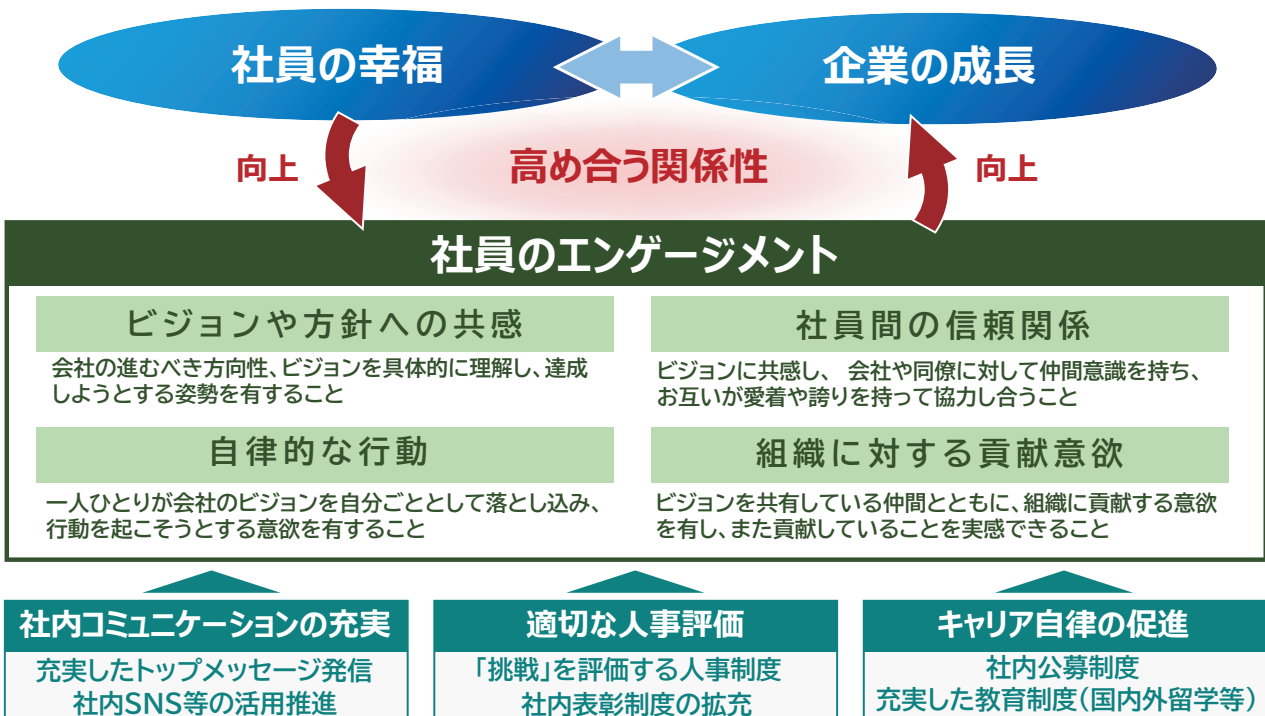 社員の幸福
企業の成長
向上
高め合う関係性
向上
社員のエンゲージメント
ビジョンや方針への共感
会社の進むべき方向性、ビジョンを具体的に理解し、達成
しようとする姿勢を有すること
社員間の信頼関係
ビジョンに共感し、 会社や同僚に対して仲間意識を持ち、
お互いが愛着や誇りを持って協力し合うこと
自律的な行動
一人ひとりが会社のビジョンを自分ごととして落とし込み、
行動を起こそうとする意欲を有すること
組織に対する貢献意欲
ビジョンを共有している仲間とともに、組織に貢献する意欲
を有し、また貢献していることを実感できること
社内コミュニケーションの充実
充実したトップメッセージ発信
社内SNS等の活用推進
適切な人事評価
「挑戦」を評価する人事制度
社内表彰制度の拡充
キャリア自律の促進
社内公募制度
充実した教育制度(国内外留学等)